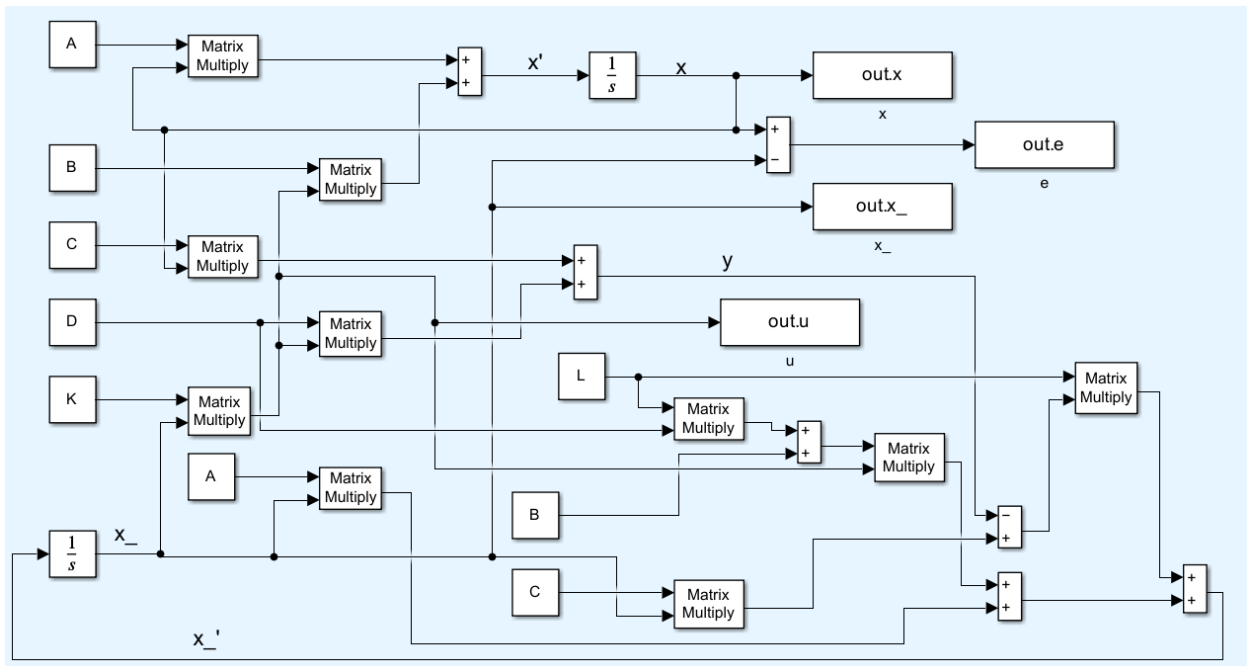 A
Matrix
Multiply
+
+
x'
1
s
x
out.x
x
+
−
out.e
e
B
Matrix
Multiply
out.x_
x_
C
Matrix
Multiply
+
+
y
D
Matrix
Multiply
out.u
u
L
Matrix
Multiply
K
Matrix
Multiply
Matrix
Multiply
+
+
Matrix
Multiply
A
Matrix
Multiply
B
−
+
x_
1
s
C
Matrix
Multiply
+
+
+
+
x_'